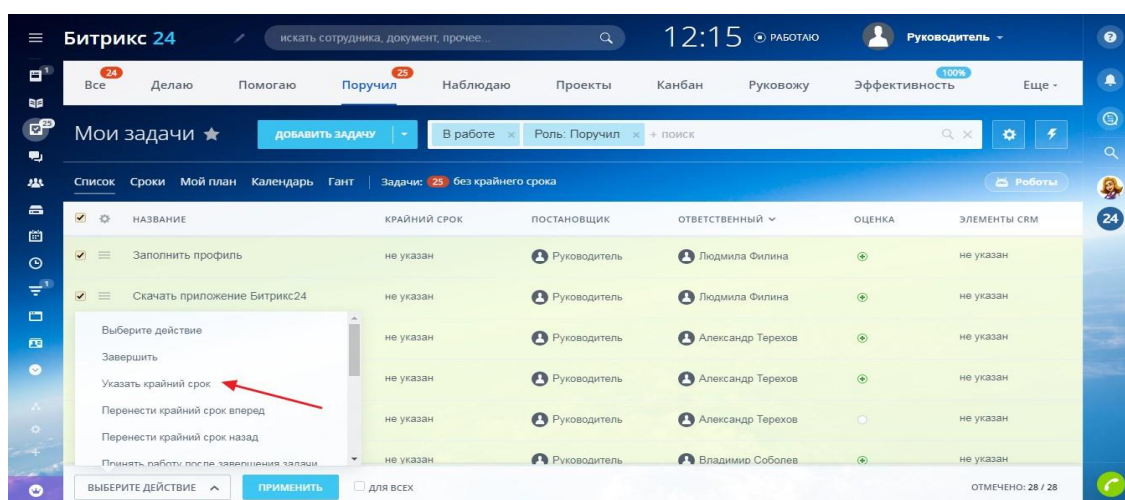 Битрикс 24
искать сотрудника, документ, прочее...
12:15 РАБОТАЮ
Руководитель
1
24
25
100%
Все Делаю Помогаю Поручил Наблюдаю Проекты Канбан Руковожу Эффективность Еще
25
Мои задачи ДОБАВИТЬ ЗАДАЧУ В работе × Роль: Поручил × + поиск
Список Сроки Мой план Календарь Гант Задачи: 25 без крайнего срока Роботы
24
НАЗВАНИЕ КРАЙНИЙ СРОК ПОСТАНОВЩИК ОТВЕТСТВЕННЫЙ ОЦЕНКА ЭЛЕМЕНТЫ CRM
Заполнить профиль не указан Руководитель Людмила Филина не указан
1
Скачать приложение Битрикс24 не указан Руководитель Людмила Филина не указан
Выберите действие
не указан Руководитель Александр Терехов не указан
Завершить
Указать крайний срок
не указан Руководитель Александр Терехов не указан
Перенести крайний срок вперед
не указан Руководитель Александр Терехов не указан
Перенести крайний срок назад
Принять работу после завершения задачи
не указан Руководитель Владимир Соболев не указан
ВЫБЕРИТЕ ДЕЙСТВИЕ ПРИМЕНИТЬ ДЛЯ ВСЕХ ОТМЕЧЕНО: 28 / 28